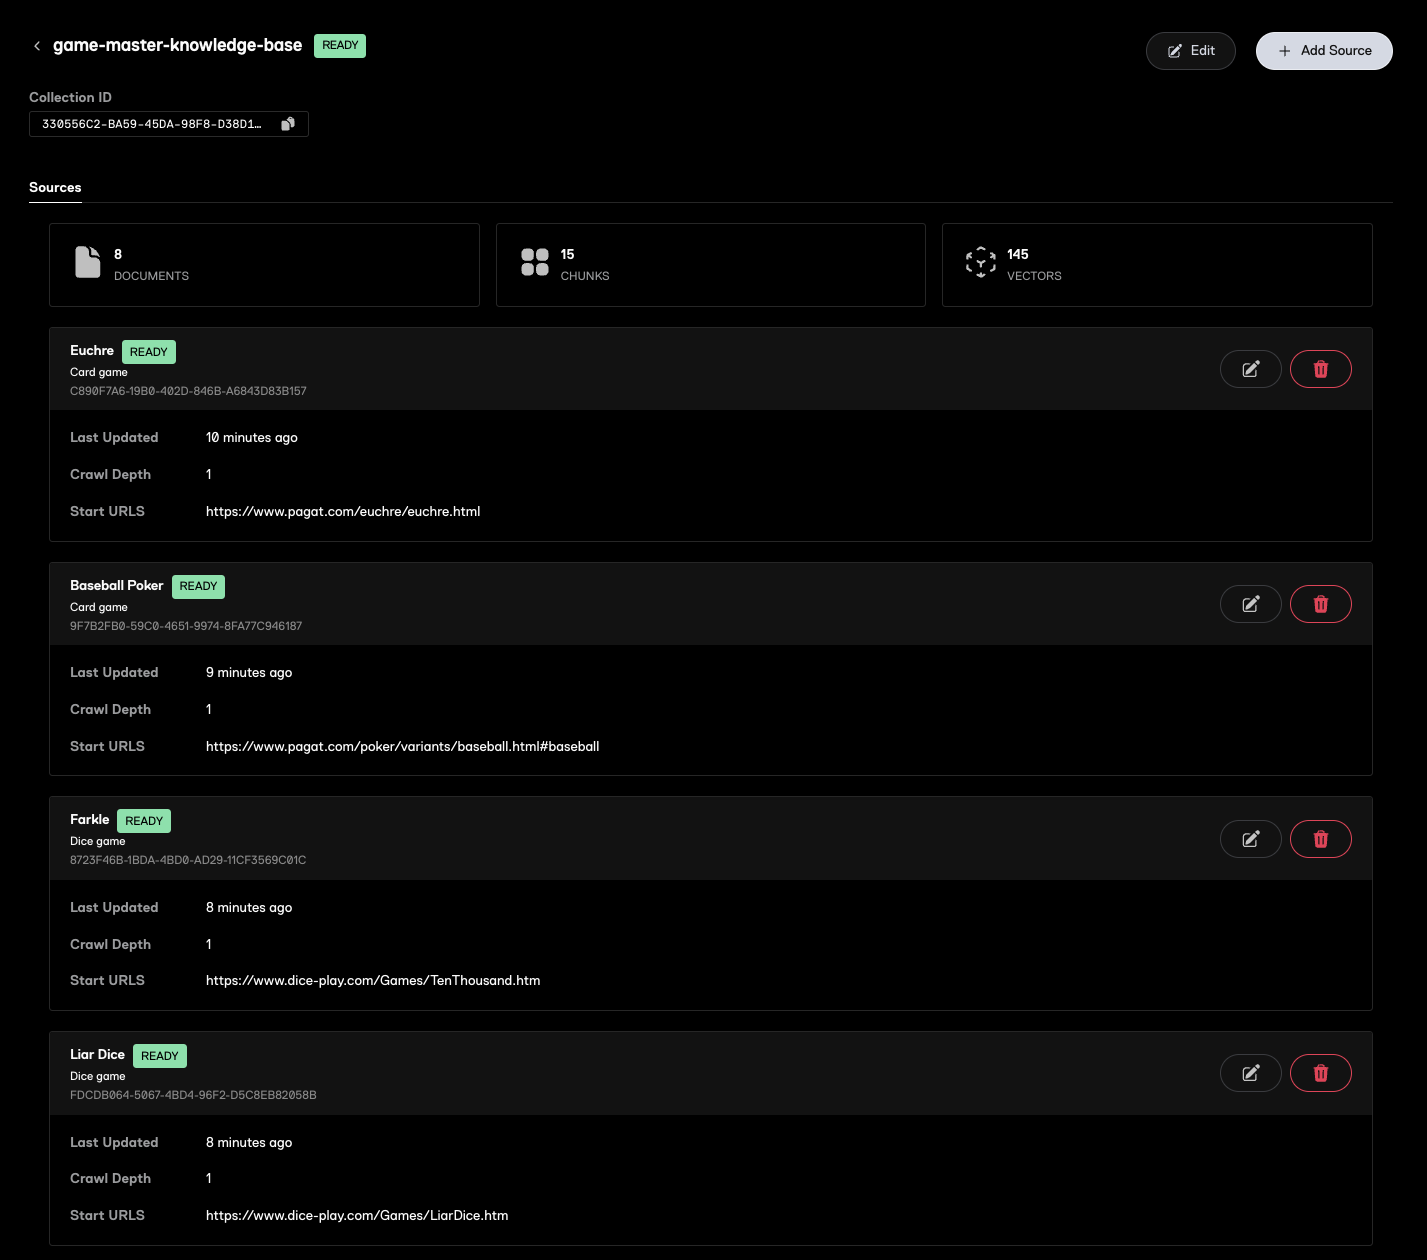 game-master-knowledge-base READY
Edit
Add Source
Collection ID
330556C2-BA59-45DA-98F8-D38D1…
Sources
8
DOCUMENTS
15
CHUNKS
145
VECTORS
Euchre READY
Card game
C890F7A6-19B0-402D-846B-A6843D83B157
Last Updated 10 minutes ago
Crawl Depth 1
Start URLS https://www.pagat.com/euchre/euchre.html
Baseball Poker READY
Card game
9F7B2FB0-59C0-4651-9974-8FA77C946187
Last Updated 9 minutes ago
Crawl Depth 1
Start URLS https://www.pagat.com/poker/variants/baseball.html#baseball
Farkle READY
Dice game
8723F46B-1BDA-4BD0-AD29-11CF3569C01C
Last Updated 8 minutes ago
Crawl Depth 1
Start URLS https://www.dice-play.com/Games/TenThousand.htm
Liar Dice READY
Dice game
FDCDB064-5067-4BD4-96F2-D5C8EB82058B
Last Updated 8 minutes ago
Crawl Depth 1
Start URLS https://www.dice-play.com/Games/LiarDice.htm